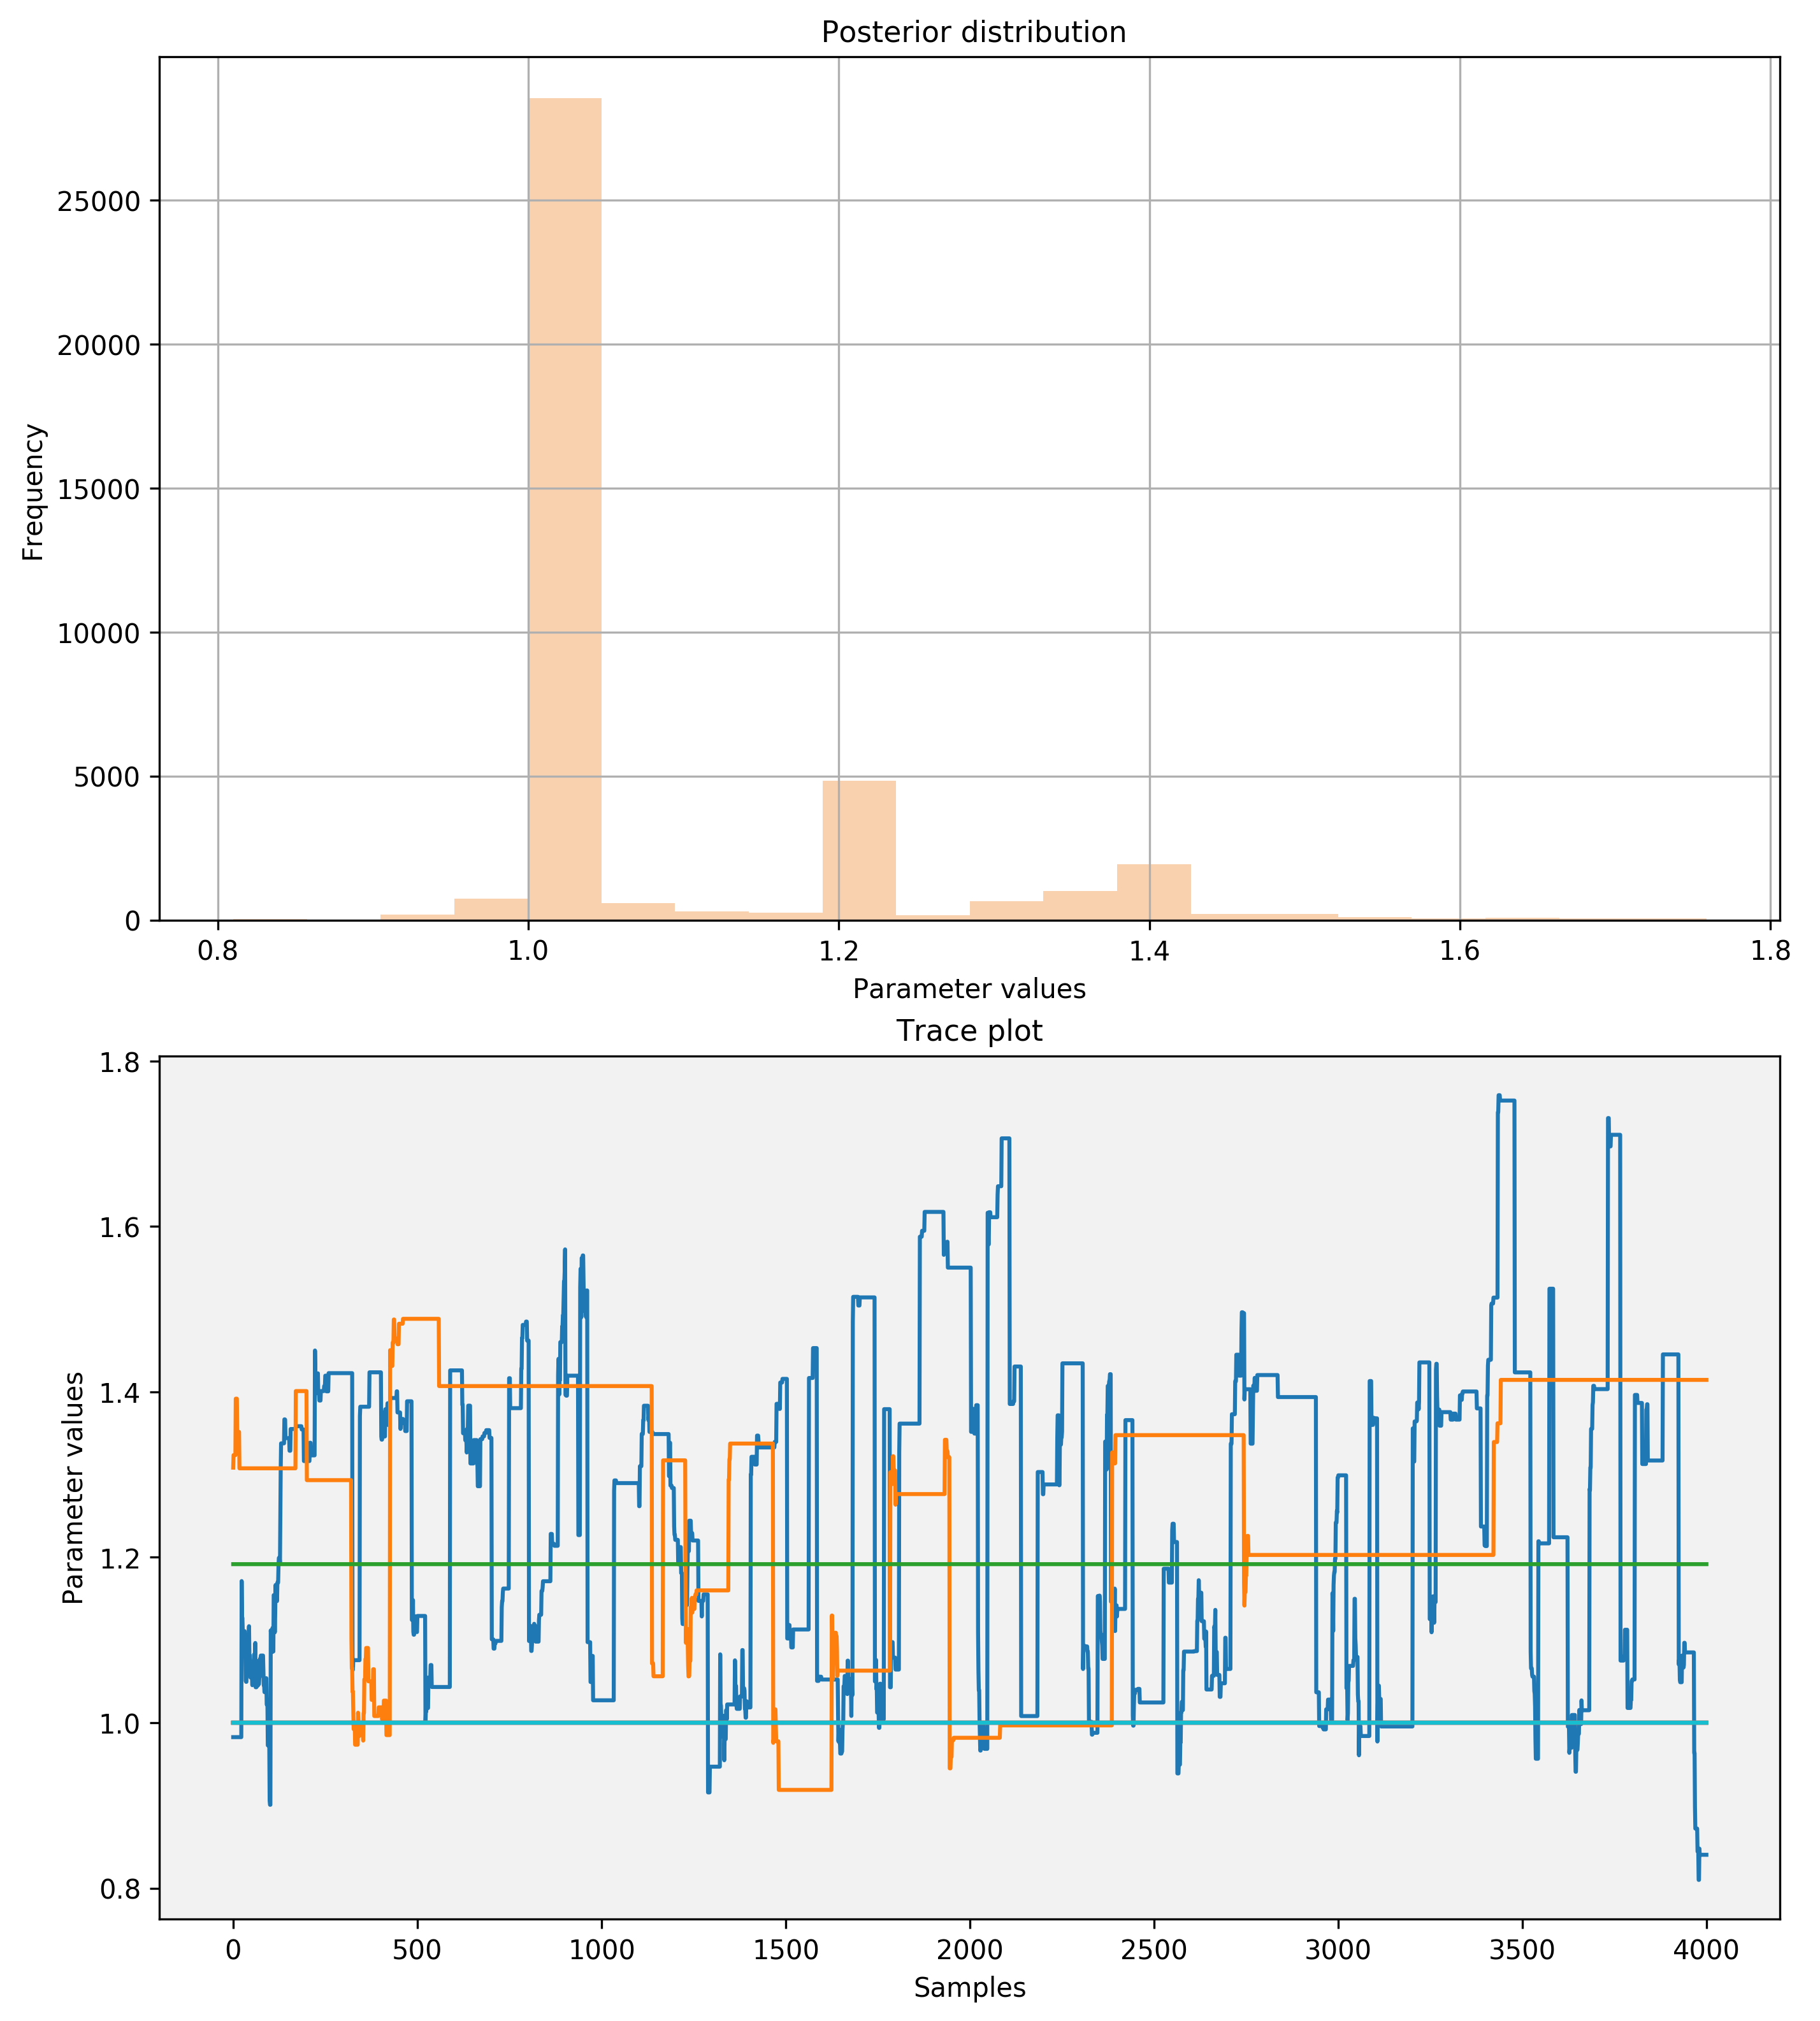 Posterior distribution
Frequency
25000
20000
15000
10000
5000
0
0.8 1.0 1.2 1.4 1.6 1.8
Parameter values
Trace plot
Parameter values
1.8
1.6
1.4
1.2
1.0
0.8
0 500 1000 1500 2000 2500 3000 3500 4000
Samples